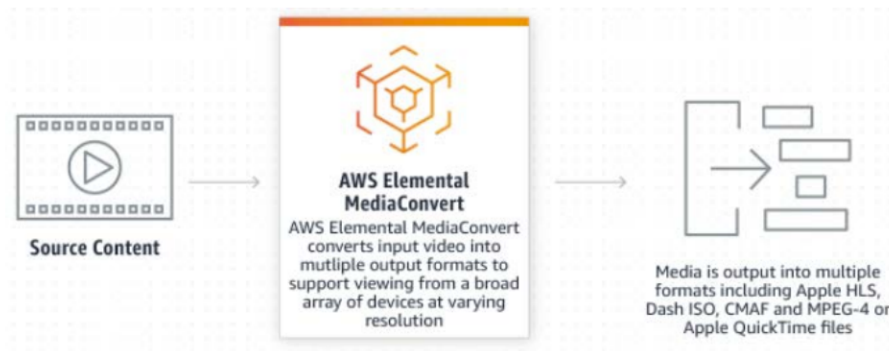 Source Content
AWS Elemental
MediaConvert
AWS Elemental MediaConvert
converts input video into
mutliple output formats to
support viewing from a broad
array of devices at varying
resolution
Media is output into multiple
formats including Apple HLS,
Dash ISO, CMAF and MPEG-4 or
Apple QuickTime files